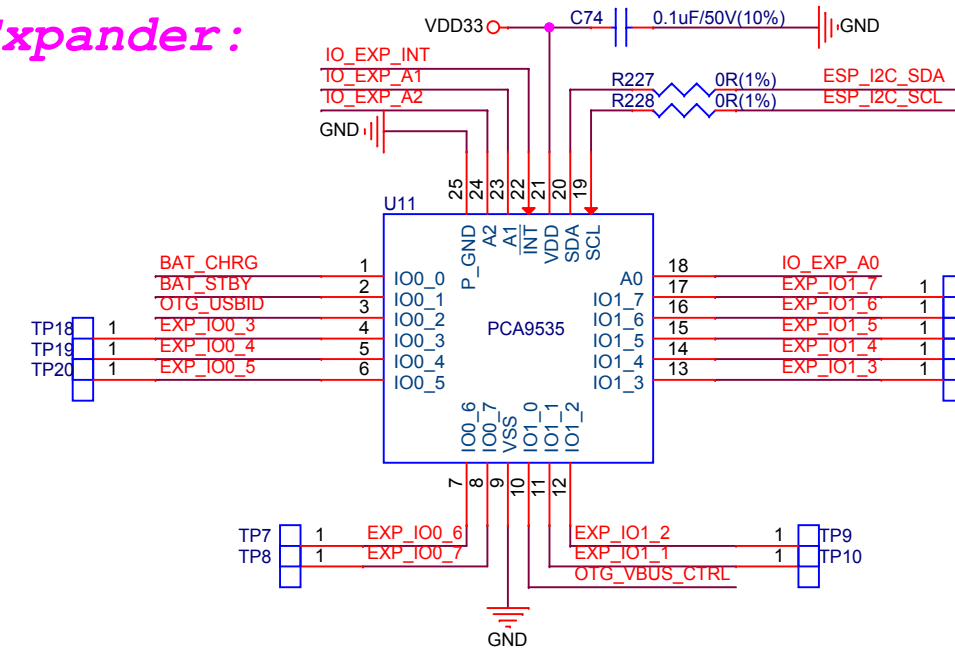 Expander:
VDD33
C74
0.1uF/50V(10%)
GND
IO_EXP_INT
IO_EXP_A1
IO_EXP_A2
GND
R227
0R(1%)
ESP_I2C_SDA
R228
0R(1%)
ESP_I2C_SCL
25
24
23
22
21
20
19
U11
P_GND
A2
A1
INT
VDD
SDA
SCL
BAT_CHRG
1
IO0_0
BAT_STBY
2
IO0_1
OTG_USBID
3
IO0_2
TP18
1
EXP_IO0_3
4
IO0_3
TP19
1
EXP_IO0_4
5
IO0_4
TP20
1
EXP_IO0_5
6
IO0_5
PCA9535
A0
18
IO_EXP_A0
IO1_7
17
EXP_IO1_7
1
IO1_6
16
EXP_IO1_6
1
IO1_5
15
EXP_IO1_5
1
IO1_4
14
EXP_IO1_4
1
IO1_3
13
EXP_IO1_3
1
IO0_6
IO0_7
VSS
IO1_0
IO1_1
IO1_2
7
8
9
10
11
12
TP7
1
EXP_IO0_6
TP8
1
EXP_IO0_7
EXP_IO1_2
1
TP9
EXP_IO1_1
1
TP10
OTG_VBUS_CTRL
GND